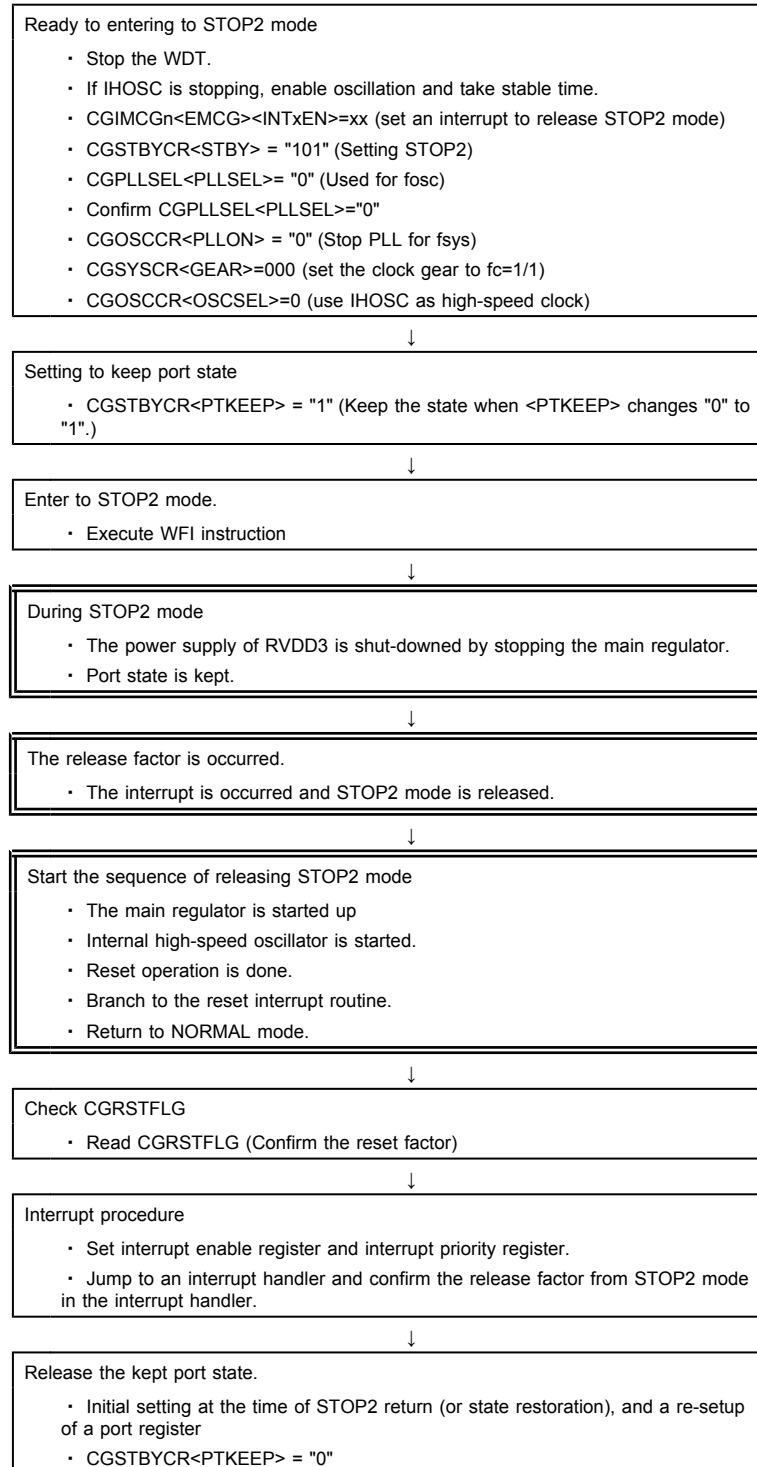 Ready to entering to STOP2 mode
・ Stop the WDT.
・ If IHOSC is stopping, enable oscillation and take stable time.
・ CGIMCGn<EMCG><INTxEN>=xx (set an interrupt to release STOP2 mode)
・ CGSTBYCR<STBY> = "101" (Setting STOP2)
・ CGPLLSEL<PLLSEL>= "0" (Used for fosc)
・ Confirm CGPLLSEL<PLLSEL>="0"
・ CGOSCCR<PLLON> = "0" (Stop PLL for fsys)
・ CGSYSCR<GEAR>=000 (set the clock gear to fc=1/1)
・ CGOSCCR<OSCSEL>=0 (use IHOSC as high-speed clock)
↓
Setting to keep port state
・ CGSTBYCR<PTKEEP> = "1" (Keep the state when <PTKEEP> changes "0" to
"1".)
↓
Enter to STOP2 mode.
・ Execute WFI instruction
↓
During STOP2 mode
・ The power supply of RVDD3 is shut-downed by stopping the main regulator.
・ Port state is kept.
↓
The release factor is occurred.
・ The interrupt is occurred and STOP2 mode is released.
↓
Start the sequence of releasing STOP2 mode
・ The main regulator is started up
・ Internal high-speed oscillator is started.
・ Reset operation is done.
・ Branch to the reset interrupt routine.
・ Return to NORMAL mode.
↓
Check CGRSTFLG
・ Read CGRSTFLG (Confirm the reset factor)
↓
Interrupt procedure
・ Set interrupt enable register and interrupt priority register.
・ Jump to an interrupt handler and confirm the release factor from STOP2 mode
in the interrupt handler.
↓
Release the kept port state.
・ Initial setting at the time of STOP2 return (or state restoration), and a re-setup
of a port register
・ CGSTBYCR<PTKEEP> = "0"